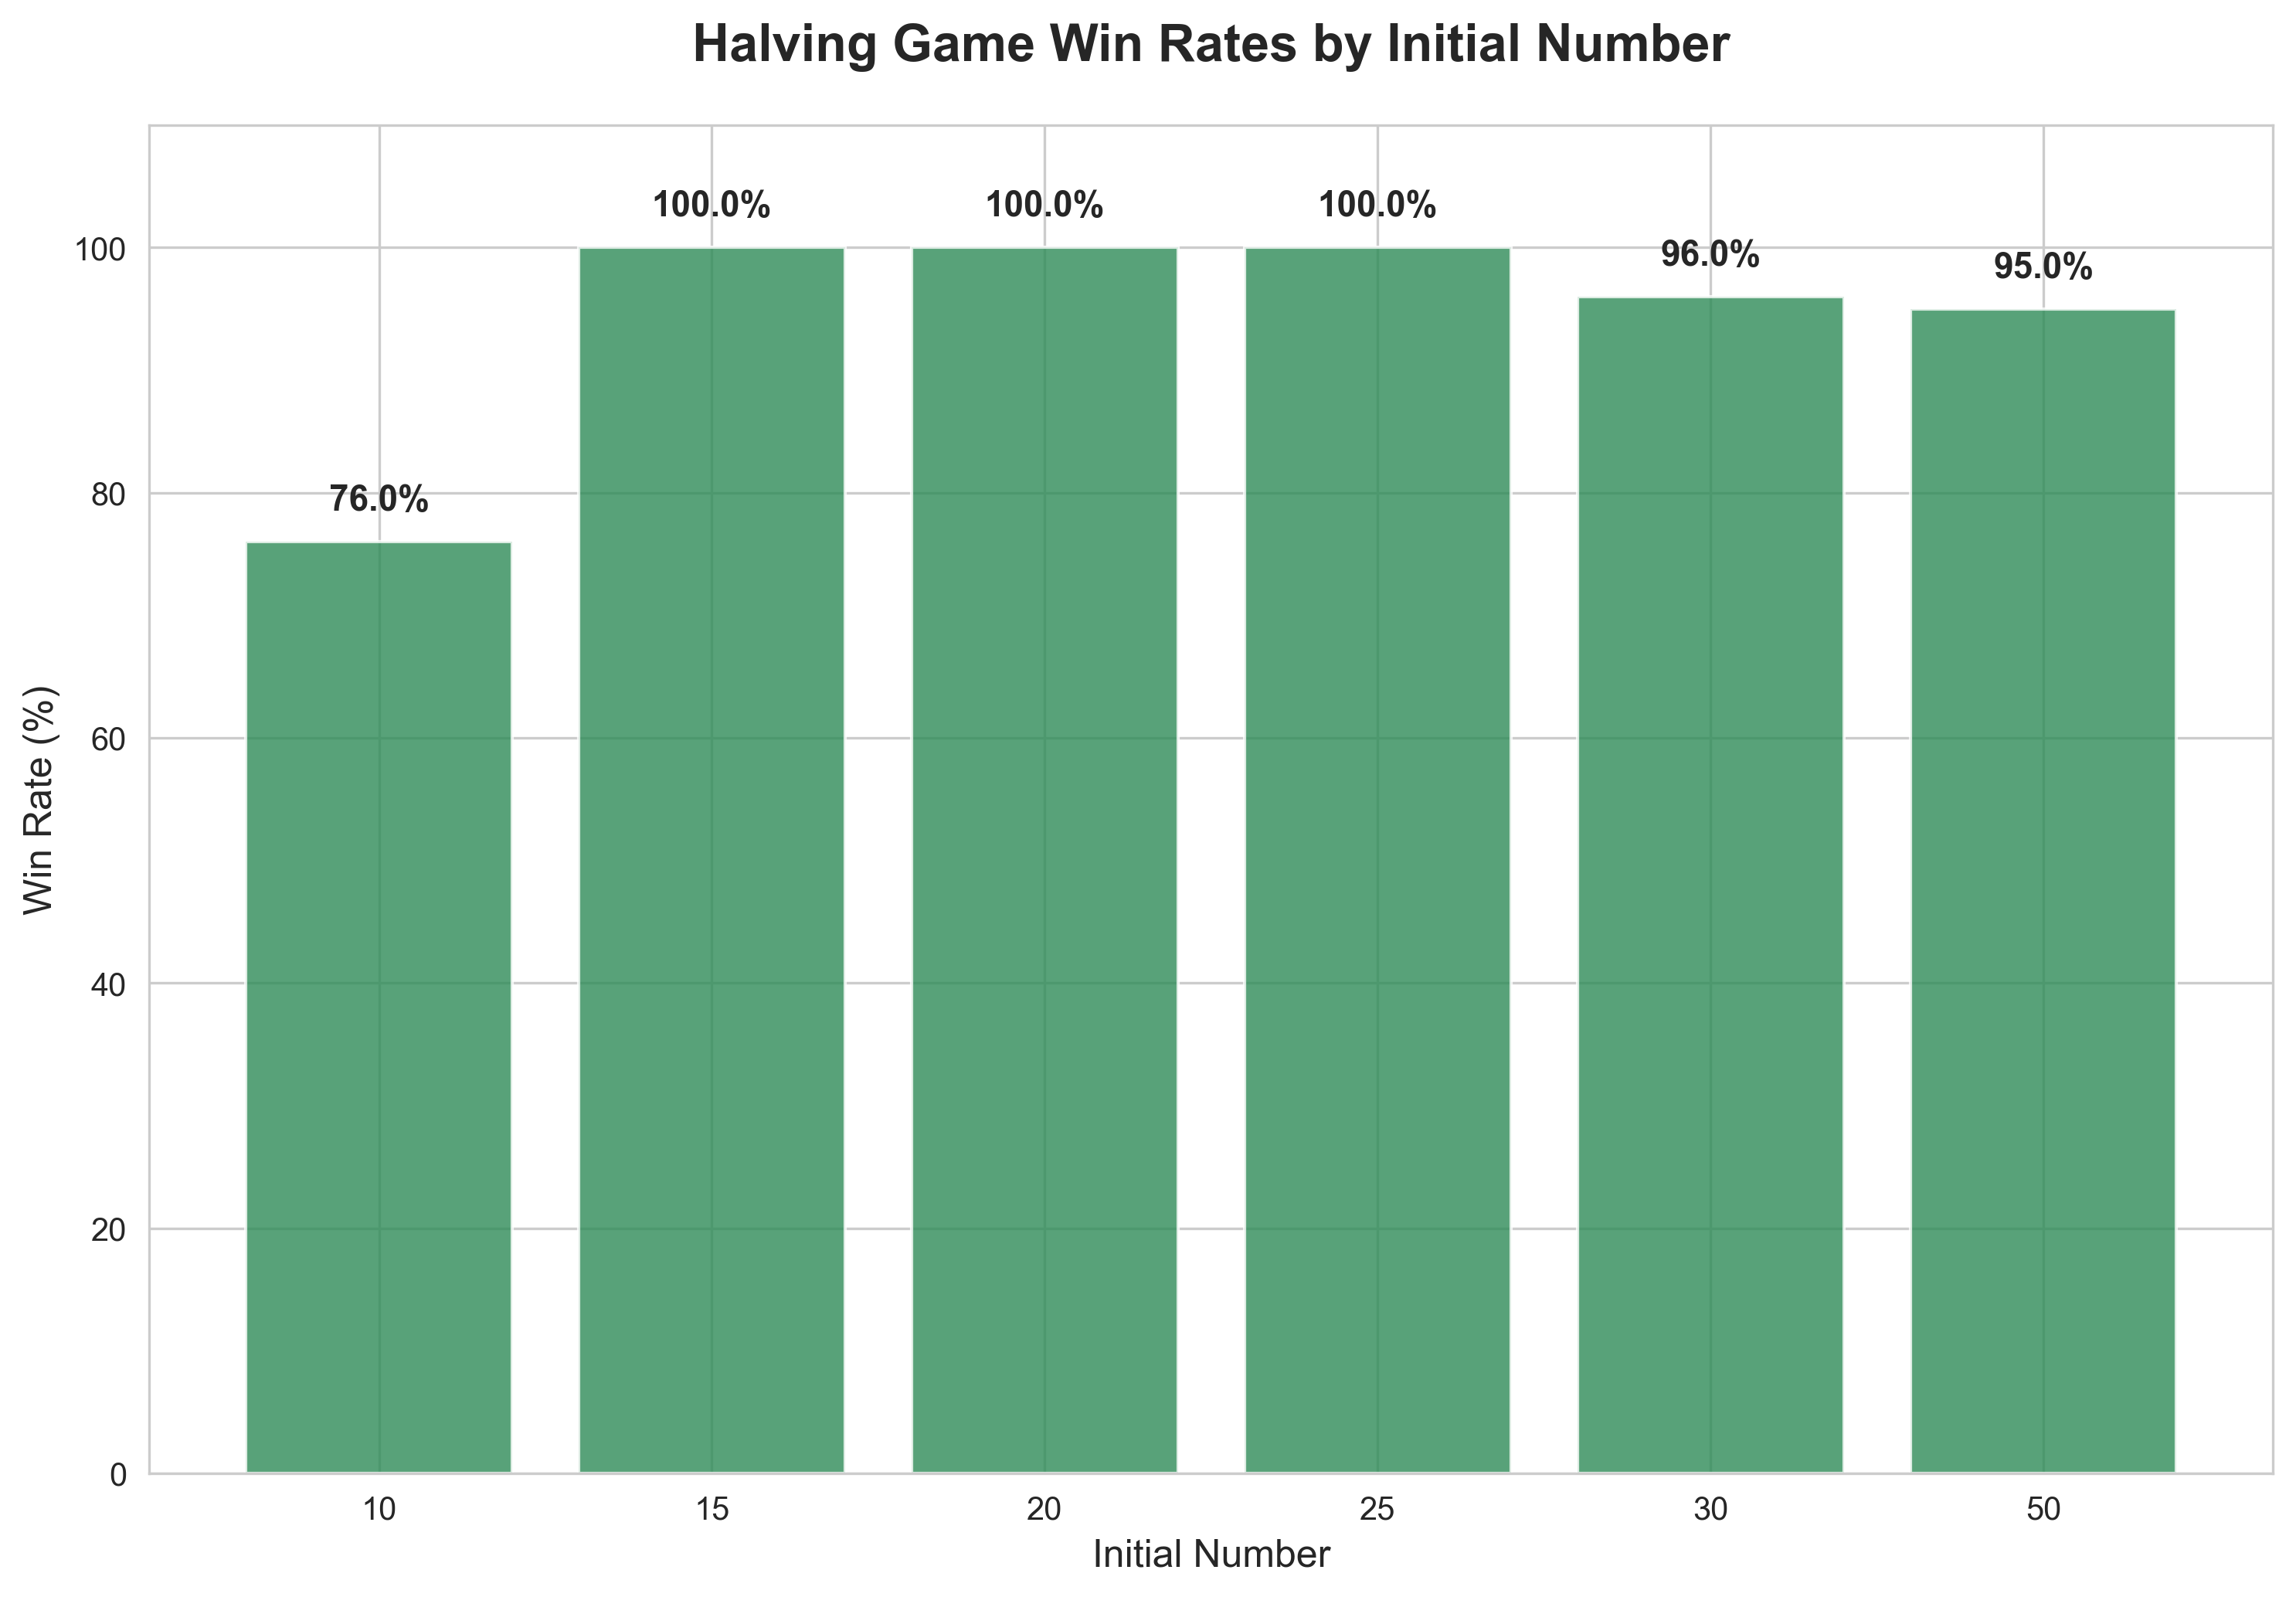 Halving Game Win Rates by Initial Number
100.0% 100.0% 100.0%
96.0%
95.0%
76.0%
100
80
60
40
20
0
Win Rate (%)
10 15 20 25 30 50
Initial Number